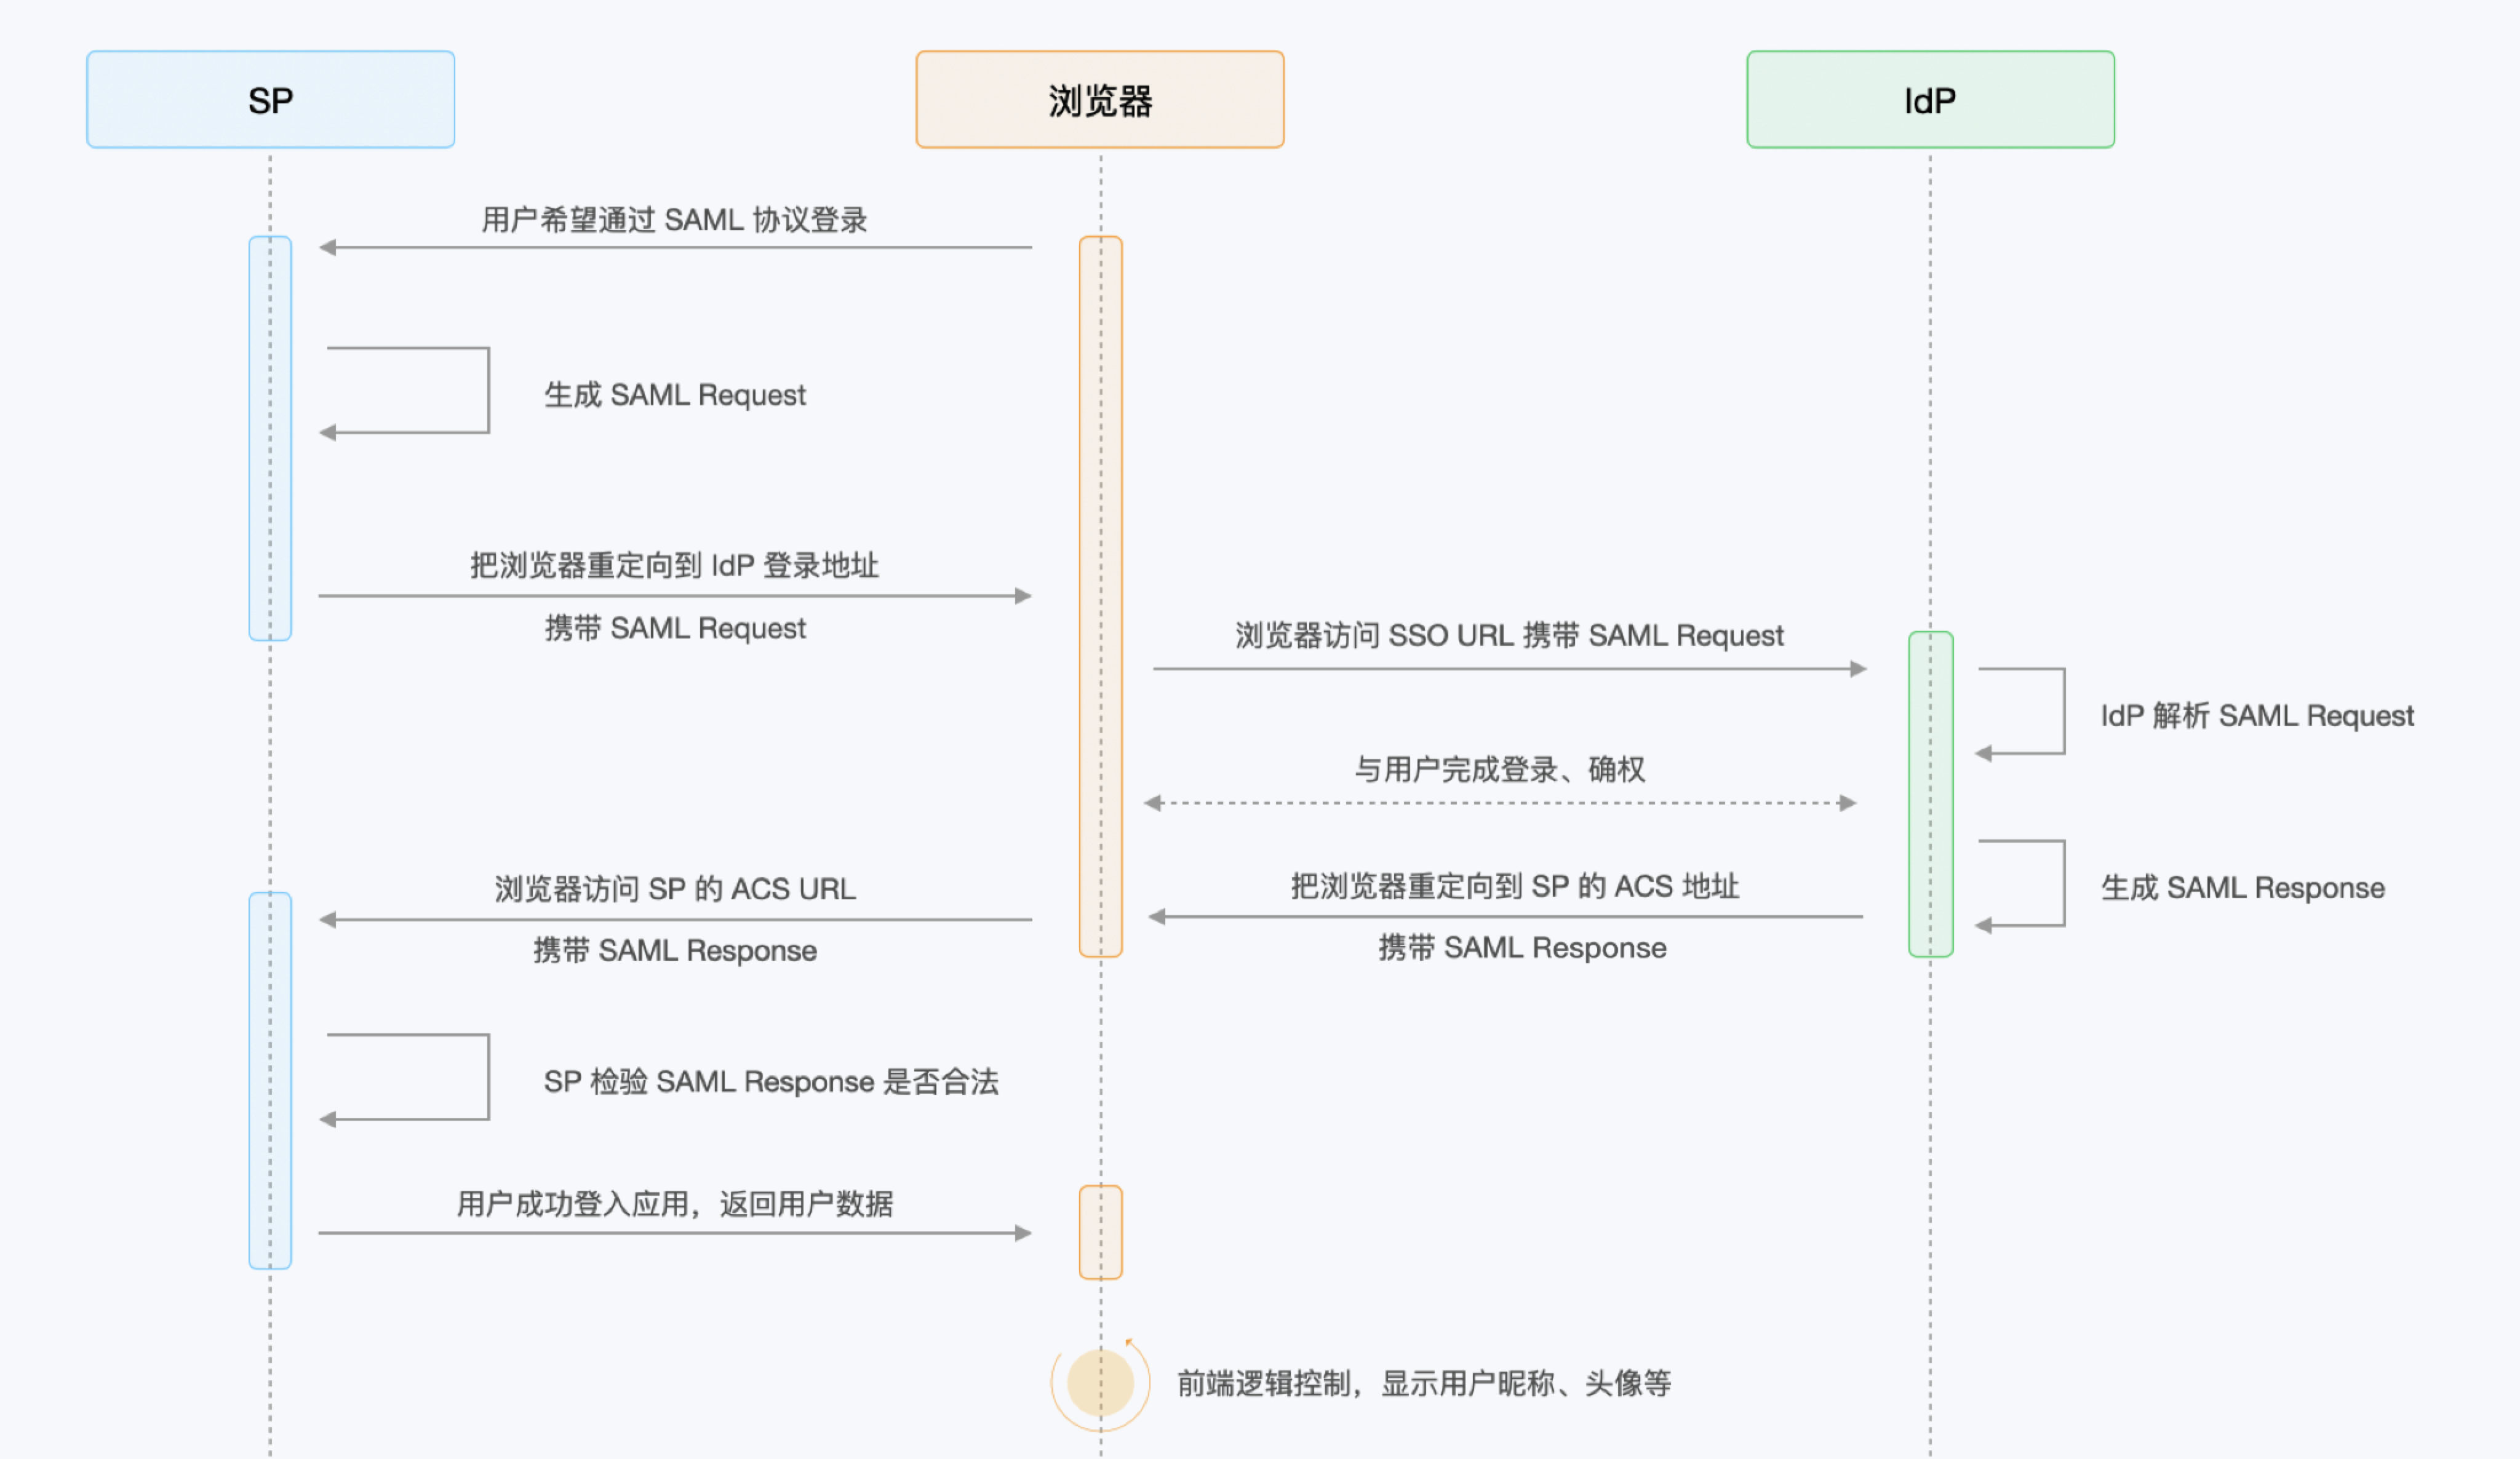 SP
浏览器
IdP
用户希望通过 SAML 协议登录
生成 SAML Request
把浏览器重定向到 IdP 登录地址
携带 SAML Request
浏览器访问 SSO URL 携带 SAML Request
IdP 解析 SAML Request
与用户完成登录、确权
生成 SAML Response
把浏览器重定向到 SP 的 ACS 地址
携带 SAML Response
浏览器访问 SP 的 ACS URL
携带 SAML Response
SP 检验 SAML Response 是否合法
用户成功登入应用，返回用户数据
前端逻辑控制，显示用户昵称、头像等